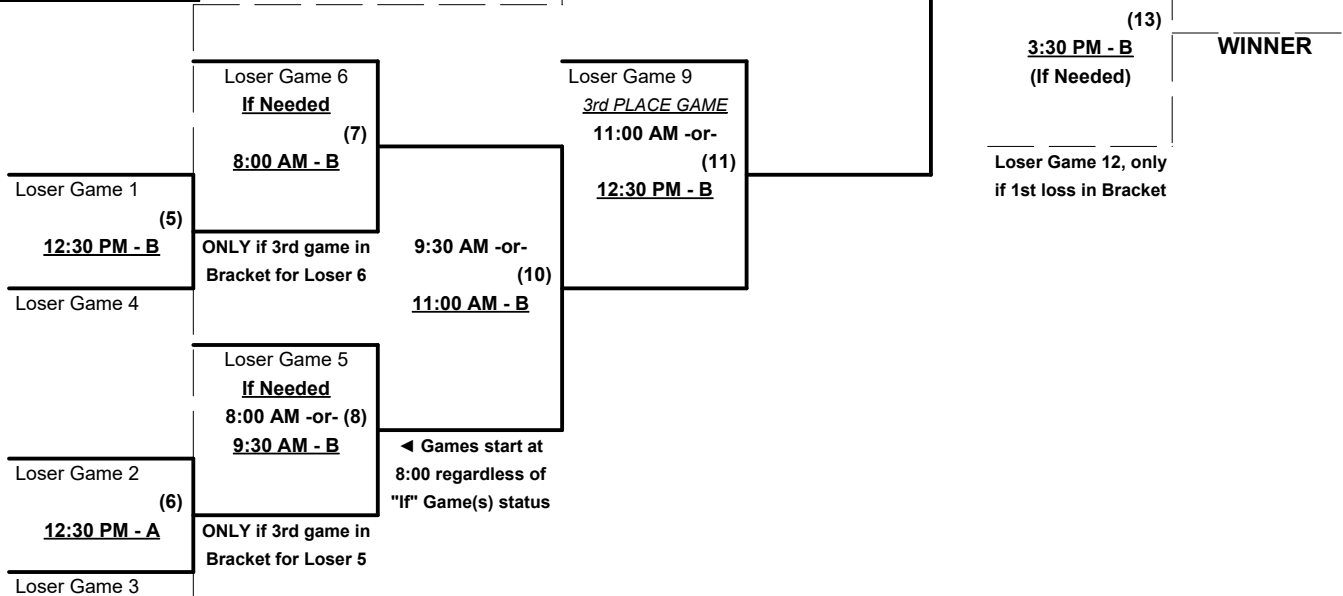 (13)
3:30 PM - B
WINNER
(If Needed)
Loser Game 12, only
if 1st loss in Bracket
Loser Game 6
If Needed
(7)
8:00 AM - B
Loser Game 9
3rd PLACE GAME
11:00 AM -or-
(11)
12:30 PM - B
Loser Game 1
(5)
12:30 PM - B
Loser Game 4
ONLY if 3rd game in
Bracket for Loser 6
9:30 AM -or-
(10)
11:00 AM - B
Loser Game 5
If Needed
8:00 AM -or- (8)
9:30 AM - B
◄ Games start at
8:00 regardless of
"If" Game(s) status
Loser Game 2
(6)
12:30 PM - A
Loser Game 3
ONLY if 3rd game in
Bracket for Loser 5